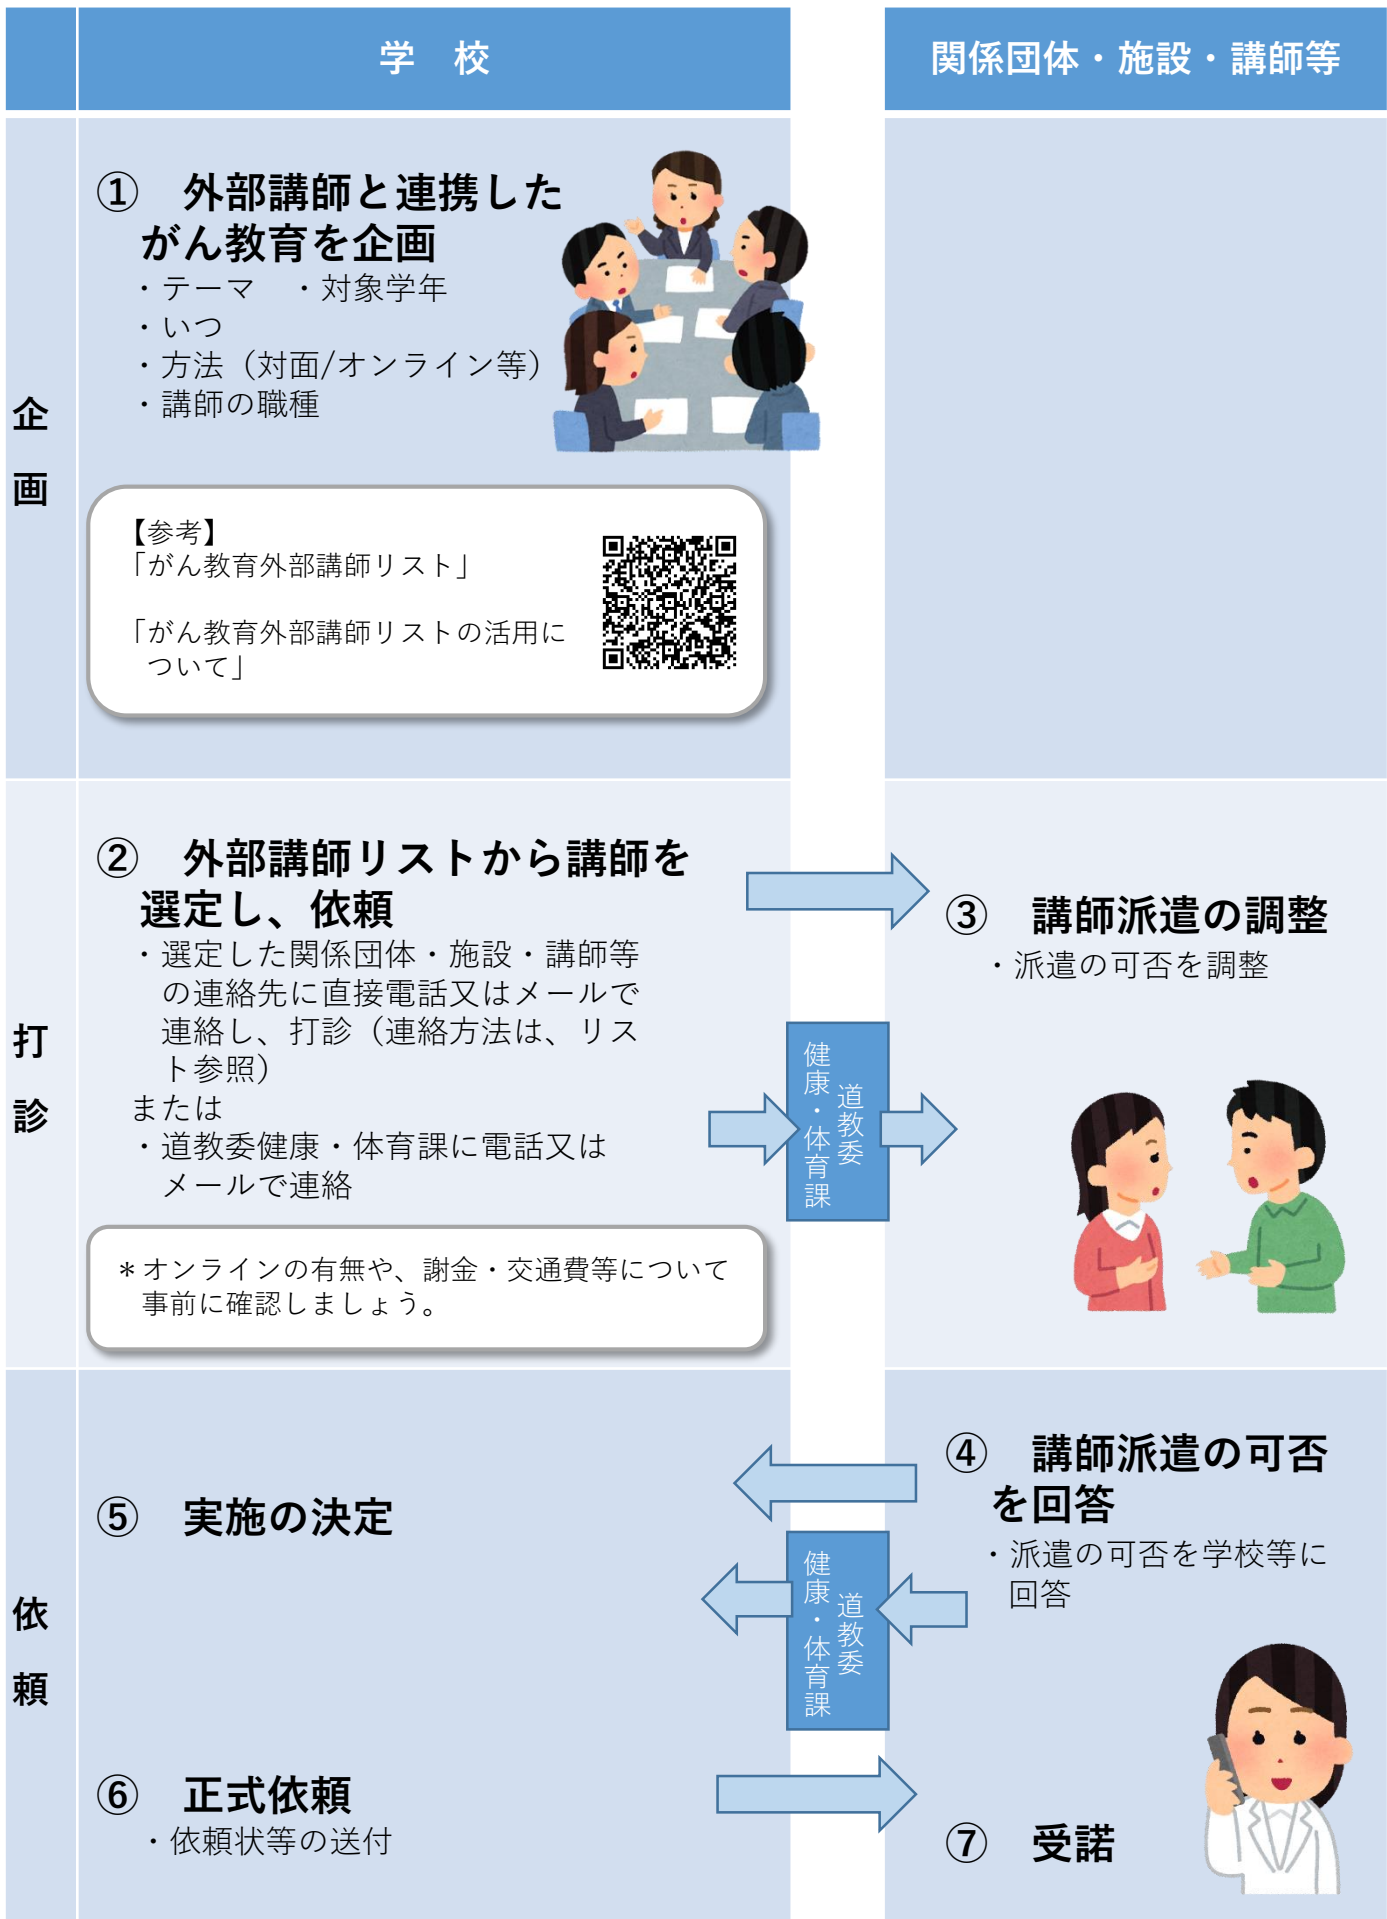 学　校
関係団体・施設・講師等
企画
①　外部講師と連携した
がん教育を企画
・テーマ　・対象学年
・いつ
・方法（対面/オンライン等）
・講師の職種
【参考】
「がん教育外部講師リスト」
「がん教育外部講師リストの活用に
ついて」
打診
②　外部講師リストから講師を
選定し、依頼
・選定した関係団体・施設・講師等
の連絡先に直接電話又はメールで
連絡し、打診（連絡方法は、リス
ト参照）
または
・道教委健康・体育課に電話又は
メールで連絡
＊オンラインの有無や、謝金・交通費等について
事前に確認しましょう。
道教委
健康・体育課
③　講師派遣の調整
・派遣の可否を調整
依頼
④　講師派遣の可否
を回答
・派遣の可否を学校等に
回答
道教委
健康・体育課
⑤　実施の決定
⑥　正式依頼
・依頼状等の送付
⑦　受諾